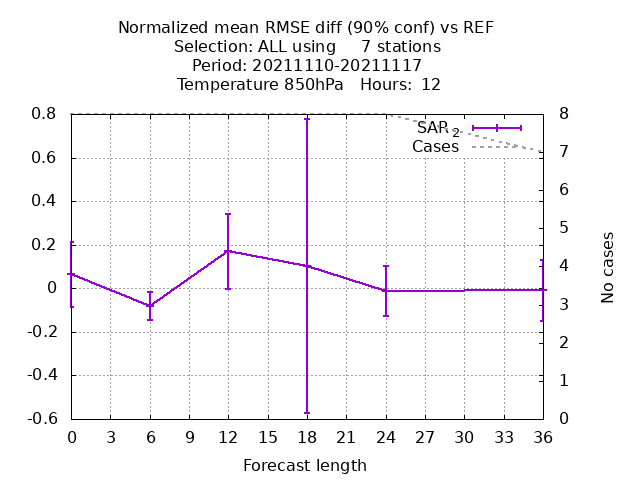 Normalized mean RMSE diff (90% conf) vs REF
Selection: ALL using 7 stations
Period: 20211110-20211117
Temperature 850hPa Hours: 12
0.8
0.6
0.4
0.2
0
-0.2
-0.4
-0.6
SAR2
Cases
8
7
6
5
4
3
2
1
0
No cases
0 3 6 9 12 15 18 21 24 27 30 33 36
Forecast length